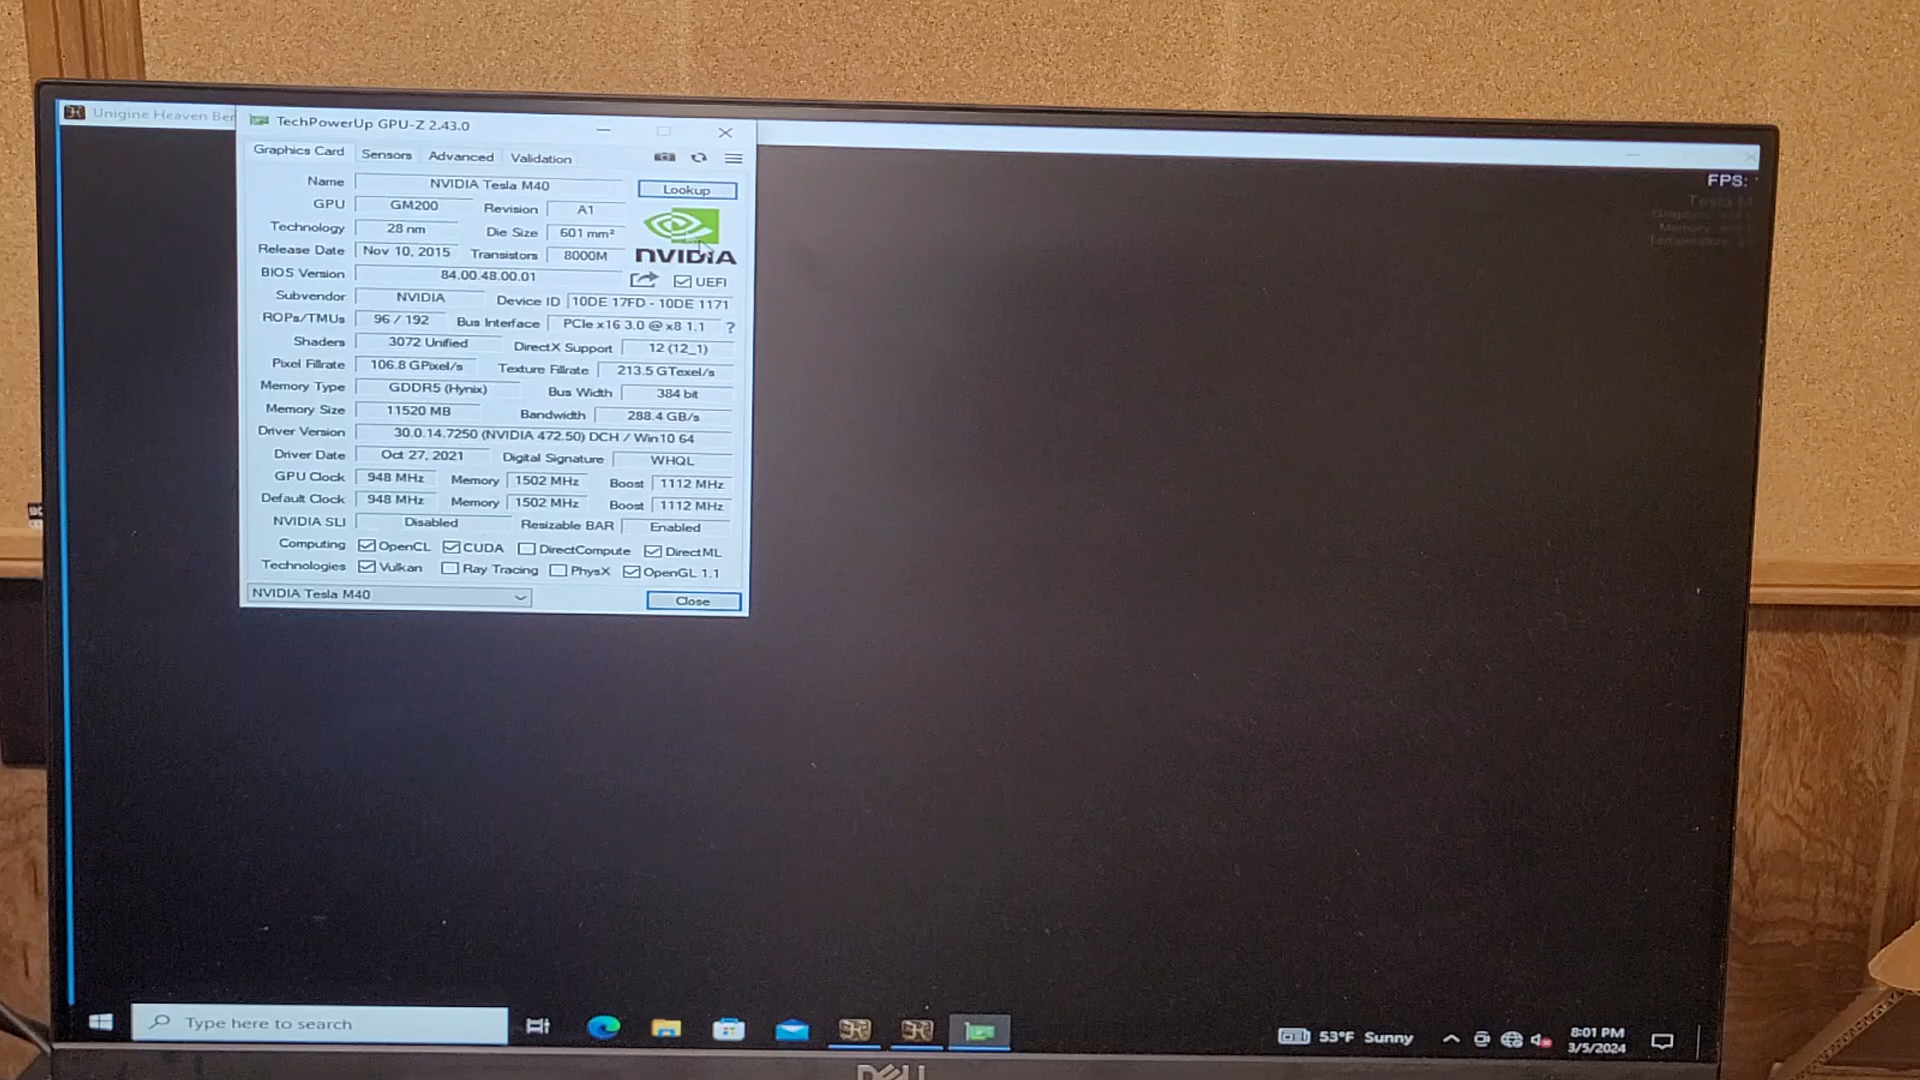 Unigine Heaven Ber
TechPowerUp GPU-Z 2.43.0
Graphics Card Sensors Advanced Validation
Name NVIDIA Tesla M40 Lookup
GPU GM200 Revision A1
Technology 28 nm Die Size 601 mm²
Release Date Nov 10, 2015 Transistors 8000M
NVIDIA
BIOS Version 84.00.48.00.01 UEFI
Subvendor NVIDIA Device ID 10DE 17FD - 10DE 1171
ROPs/TMUs 96 / 192 Bus Interface PCIe x16 3.0 @ x8 1.1 ?
Shaders 3072 Unified DirectX Support 12 (12_1)
Pixel Fillrate 106.8 GPixel/s Texture Fillrate 213.5 GTexel/s
Memory Type GDDR5 (Hynix) Bus Width 384 bit
Memory Size 11520 MB Bandwidth 288.4 GB/s
Driver Version 30.0.14.7250 (NVIDIA 472.50) DCH / Win10 64
Driver Date Oct 27, 2021 Digital Signature WHQL
GPU Clock 948 MHz Memory 1502 MHz Boost 1112 MHz
Default Clock 948 MHz Memory 1502 MHz Boost 1112 MHz
NVIDIA SLI Disabled Resizable BAR Enabled
Computing OpenCL CUDA DirectCompute DirectML
Technologies Vulkan Ray Tracing PhysX OpenGL 1.1
NVIDIA Tesla M40 Close
FPS:
Tesla M
Type here to search
53°F Sunny
8:01 PM
3/5/2024
DELL